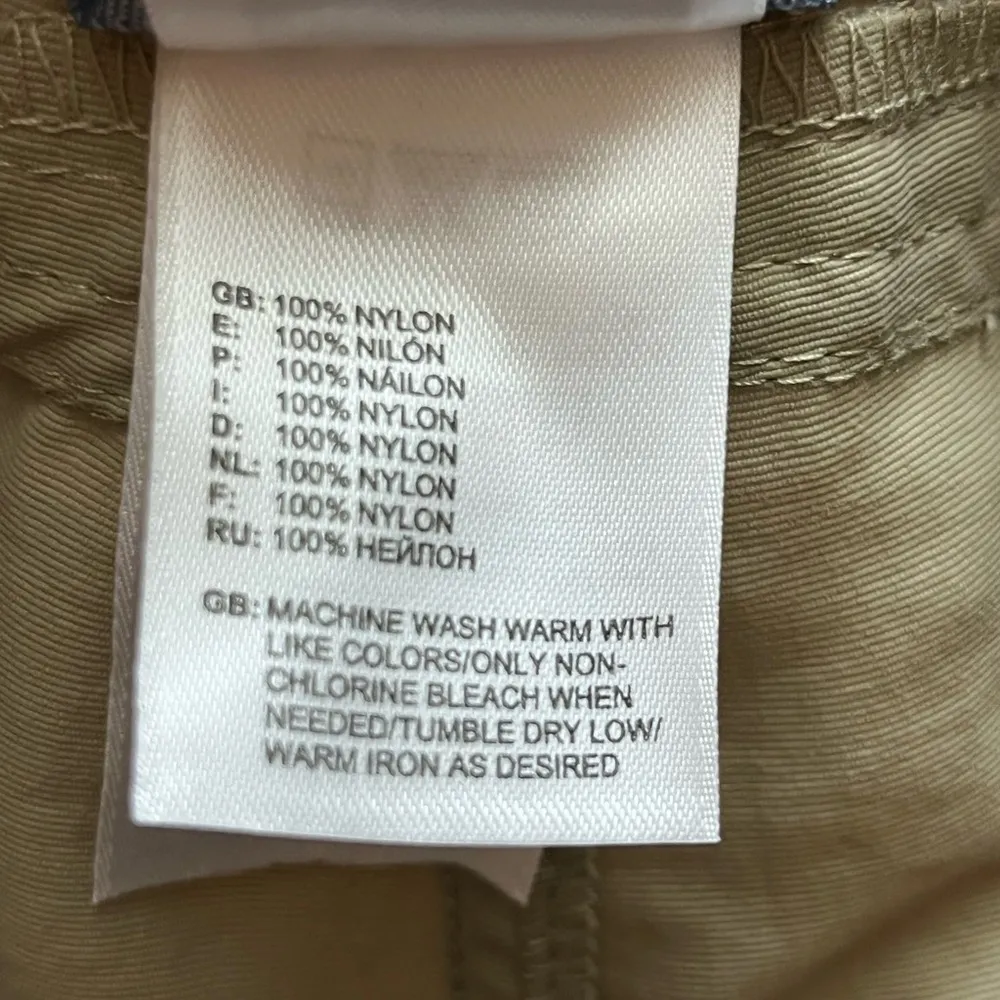 GB: 100% NYLON
E: 100% NILÓN
P: 100% NÁILON
I: 100% NYLON
D: 100% NYLON
NL: 100% NYLON
F: 100% NYLON
RU: 100% НЕЙЛОН
GB: MACHINE WASH WARM WITH
LIKE COLORS/ONLY NON-
CHLORINE BLEACH WHEN
NEEDED/TUMBLE DRY LOW/
WARM IRON AS DESIRED